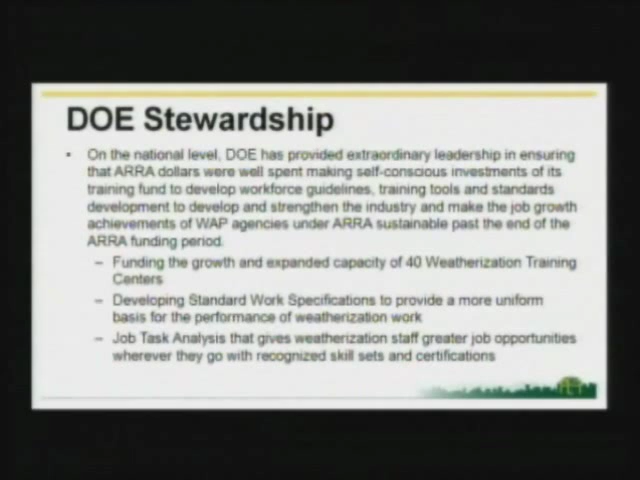 DOE Stewardship
• On the national level, DOE has provided extraordinary leadership in ensuring
that ARRA dollars were well spent making self-conscious investments of its
training fund to develop workforce guidelines, training tools and standards
development to develop and strengthen the industry and make the job growth
achievements of WAP agencies under ARRA sustainable past the end of the
ARRA funding period.
– Funding the growth and expanded capacity of 40 Weatherization Training
Centers
– Developing Standard Work Specifications to provide a more uniform
basis for the performance of weatherization work
– Job Task Analysis that gives weatherization staff greater job opportunities
wherever they go with recognized skill sets and certifications